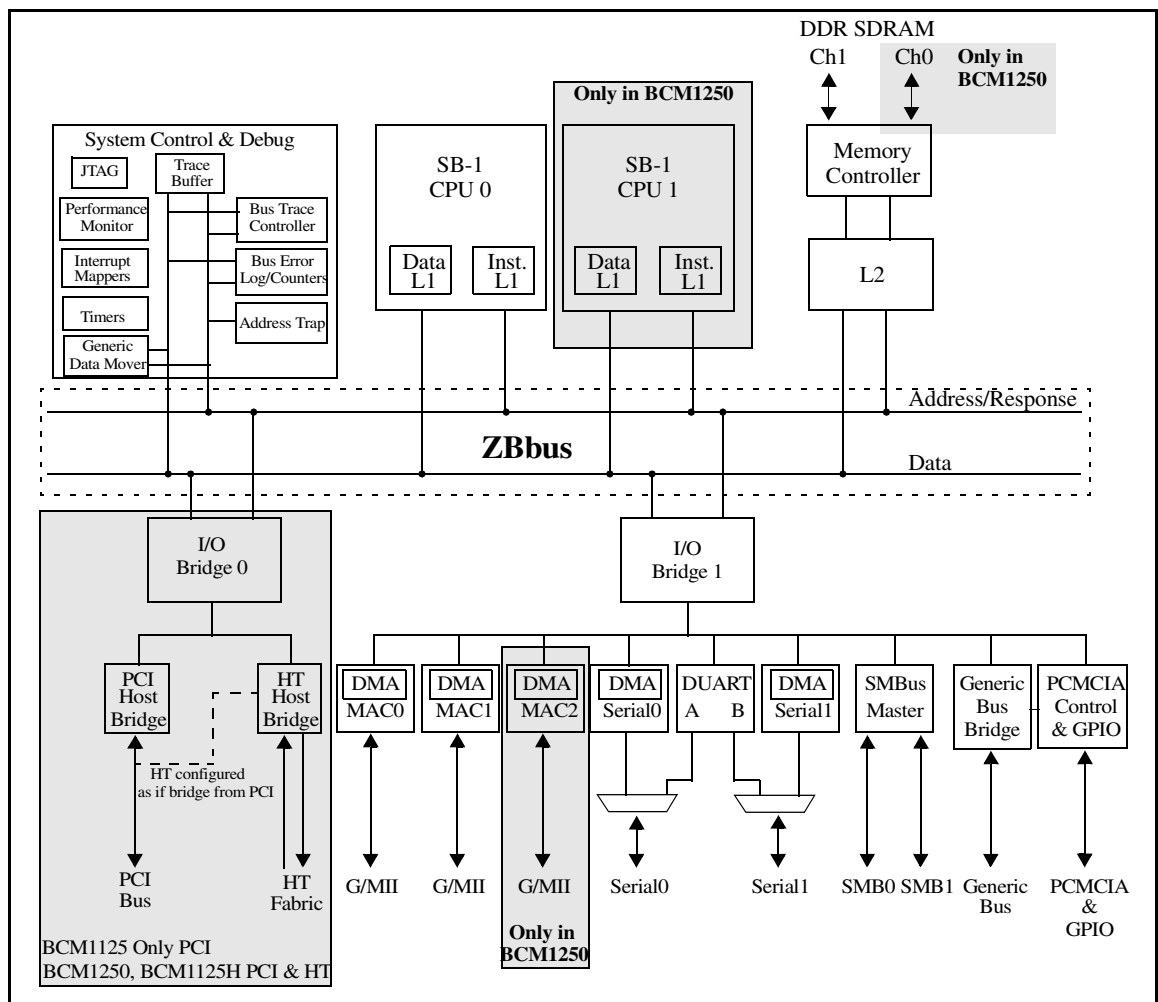 DDR SDRAM
Ch1
Ch0
Only in
BCM1250
Only in BCM1250
System Control & Debug
JTAG
Trace
Buffer
Performance
Monitor
Bus Trace
Controller
Interrupt
Mappers
Bus Error
Log/Counters
Timers
Address Trap
Generic
Data Mover
SB-1
CPU 0
Data
L1
Inst.
L1
SB-1
CPU 1
Data
L1
Inst.
L1
Memory
Controller
L2
Address/Response
ZBbus
Data
I/O
Bridge 0
I/O
Bridge 1
PCI
Host
Bridge
HT
Host
Bridge
HT configured
as if bridge from PCI
PCI
Bus
HT
Fabric
BCM1125 Only PCI
BCM1250, BCM1125H PCI & HT
DMA
MAC0
DMA
MAC1
DMA
MAC2
DMA
Serial0
DUART
A B
DMA
Serial1
SMBus
Master
Generic
Bus
Bridge
PCMCIA
Control
& GPIO
G/MII
G/MII
G/MII
Only in
BCM1250
Serial0
Serial1
SMB0 SMB1
Generic
Bus
PCMCIA
&
GPIO